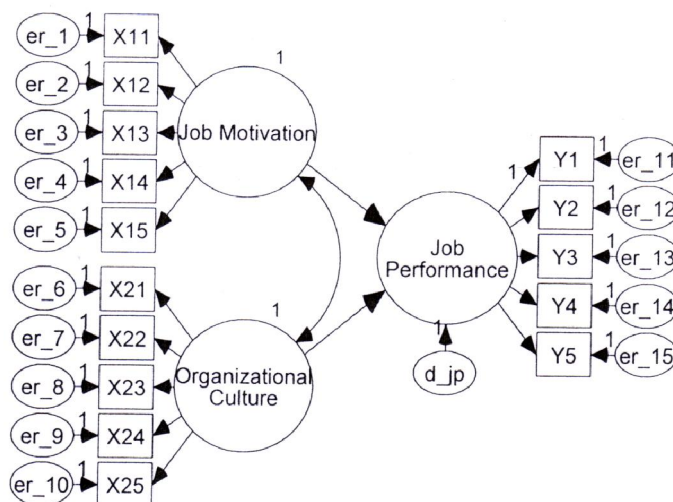 er_1 1 X11
er_2 1 X12
er_3 1 X13
er_4 1 X14
er_5 1 X15
1
Job Motivation
er_6 1 X21
er_7 1 X22
er_8 1 X23
er_9 1 X24
er_10 1 X25
1
Organizational
Culture
Job
Performance
1
d_jp
1 Y1 1 er_11
Y2 1 er_12
Y3 1 er_13
Y4 1 er_14
Y5 1 er_15